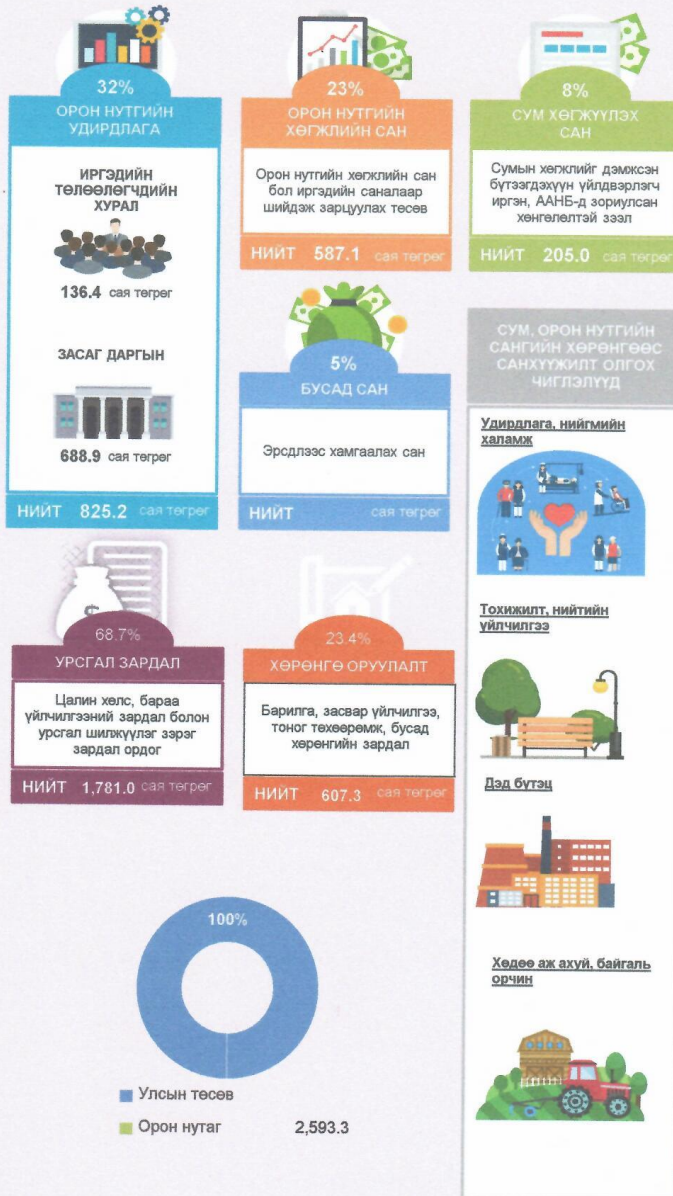 32%
ОРОН НУТГИЙН
УДИРДЛАГА
ИРГЭДИЙН
ТӨЛӨӨЛӨГЧДИЙН
ХУРАЛ
136.4 сая төгрөг
ЗАСАГ ДАРГЫН
688.9 сая төгрөг
НИЙТ 825.2 сая төгрөг
23%
ОРОН НУТГИЙН
ХӨГЖЛИЙН САН
Орон нутгийн хөгжлийн сан
бол иргэдийн саналаар
шийдэж зарцуулах төсөв
НИЙТ 587.1 сая төгрөг
8%
СУМ ХӨГЖҮҮЛЭХ
САН
Сумын хөгжлийг дэмжсэн
бүтээгдэхүүн үйлдвэрлэгч
иргэн, ААНБ-д зориулсан
хөнгөлөлтэй зээл
НИЙТ 205.0 сая төгрөг
5%
БУСАД САН
Эрсдлээс хамгаалах сан
НИЙТ сая төгрөг
68.7%
УРСГАЛ ЗАРДАЛ
Цалин хөлс, бараа
үйлчилгээний зардал болон
урсгал шилжүүлэг зэрэг
зардал ордог
НИЙТ 1,781.0 сая төгрөг
23.4%
ХӨРӨНГӨ ОРУУЛАЛТ
Барилга, засвар үйлчилгээ,
тоног төхөөрөмж, бусад
хөрөнгийн зардал
НИЙТ 607.3 сая төгрөг
СУМ, ОРОН НУТГИЙН
САНГИЙН ХӨРӨНГӨӨС
САНХҮҮЖИЛТ ОЛГОХ
ЧИГЛЭЛҮҮД
Удирдлага, нийгмийн
халамж
Тохижилт, нийтийн
үйлчилгээ
Дэд бүтэц
Хөдөө аж ахуй, байгаль
орчин
100%
Улсын төсөв
Орон нутаг 2,593.3